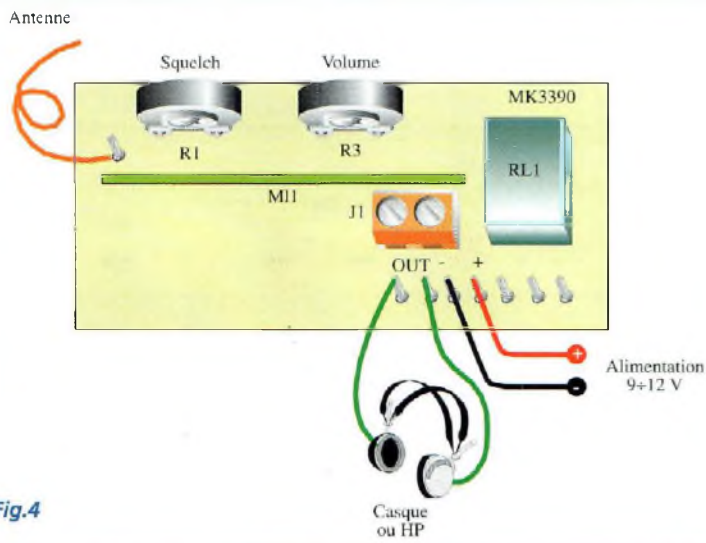 Antenne
Squelch
Volume
MK3390
R1
R3
RL1
MI1
J1
OUT - +
+
Alimentation
9÷12 V
-
Casque
ou HP
Fig.4